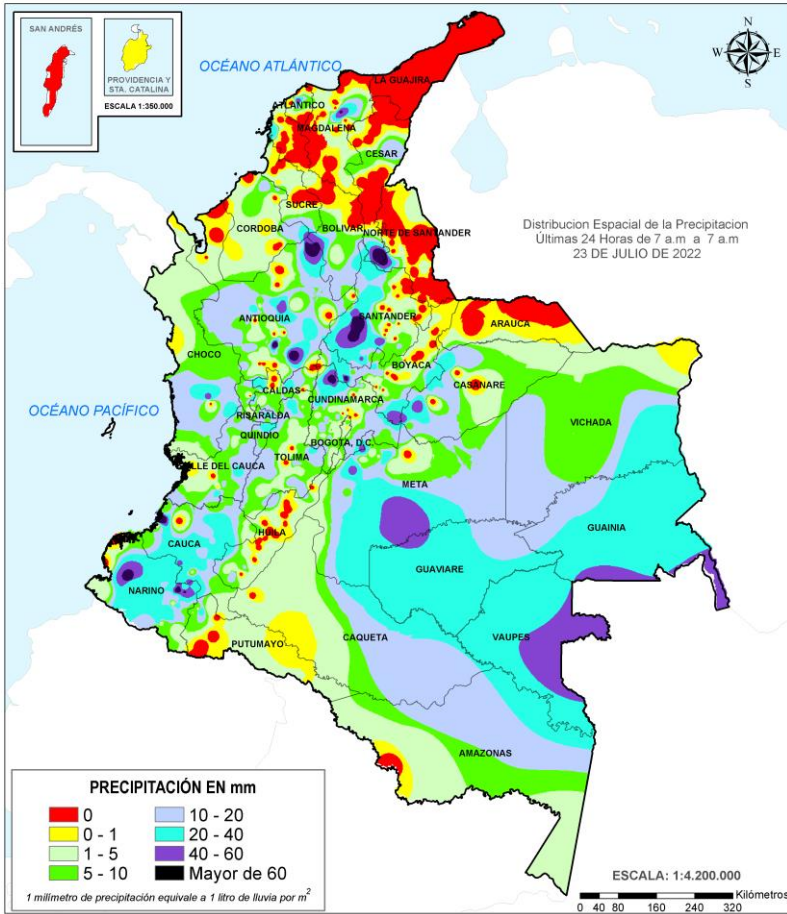 SAN ANDRÉS
PROVIDENCIA Y
STA. CATALINA
ESCALA 1:350.000
OCÉANO ATLÁNTICO
N
W
E
S
LA GUAJIRA
ATLANTICO
MAGDALENA
CESAR
SUCRE
CORDOBA
BOLIVAR
NORTE DE SANTANDER
Distribucion Espacial de la Precipitacion
Últimas 24 Horas de 7 a.m a 7 a.m
23 DE JULIO DE 2022
ANTIOQUIA
SANTANDER
ARAUCA
CHOCO
BOYACA
CASANARE
CALDAS
CUNDINAMARCA
OCÉANO PACÍFICO
RISARALDA
VICHADA
QUINDIO
BOGOTA, D.C.
TOLIMA
VALLE DEL CAUCA
META
CAUCA
HUILA
GUAINIA
GUAVIARE
NARINO
VAUPES
CAQUETA
PUTUMAYO
AMAZONAS
PRECIPITACIÓN EN mm
0
0 - 1
1 - 5
5 - 10
10 - 20
20 - 40
40 - 60
Mayor de 60
1 milímetro de precipitación equivale a 1 litro de lluvia por m²
ESCALA: 1:4.200.000
Kilómetros
0 40 80 160 240 320